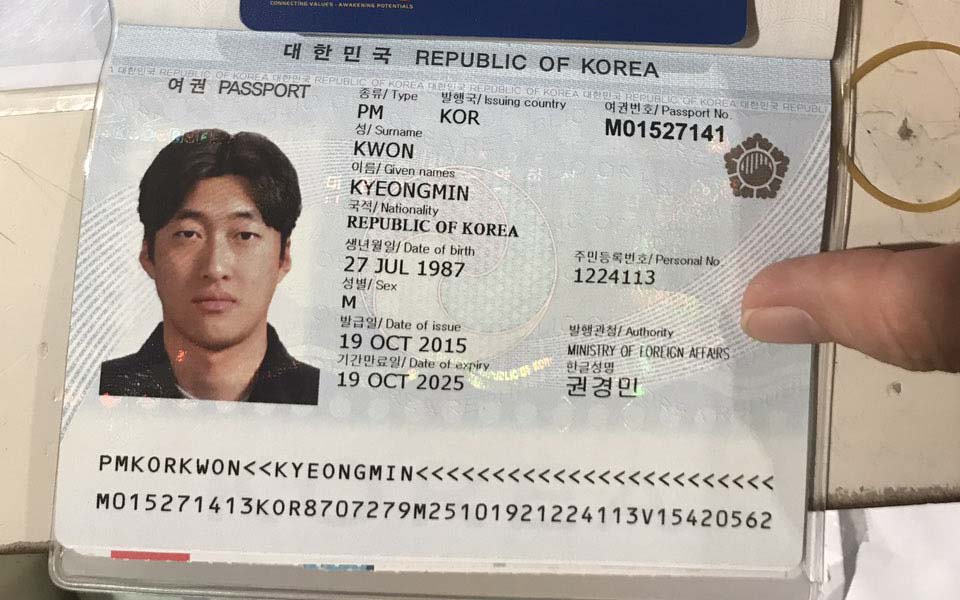 CONNECTING VALUES - AWAKENING POTENTIALS
대한민국 REPUBLIC OF KOREA
여권 PASSPORT
종류/ Type 발행국/ Issuing country 여권번호/ Passport No.
PM KOR M01527141
성/ Surname
KWON
이름/ Given names
KYEONGMIN
국적/ Nationality
REPUBLIC OF KOREA
생년월일/ Date of birth 주민등록번호/ Personal No
27 JUL 1987 1224113
성별/ Sex
M
발급일/ Date of issue 발행관청/ Authority
19 OCT 2015 MINISTRY OF FOREIGN AFFAIRS
기간만료일/ Date of expiry 한글성명
19 OCT 2025 권경민
PMKORKWON<<KYEONGMIN<<<<<<<<<<<<<<<<<<<<<<<<
M015271413KOR8707279M25101921224113V15420562